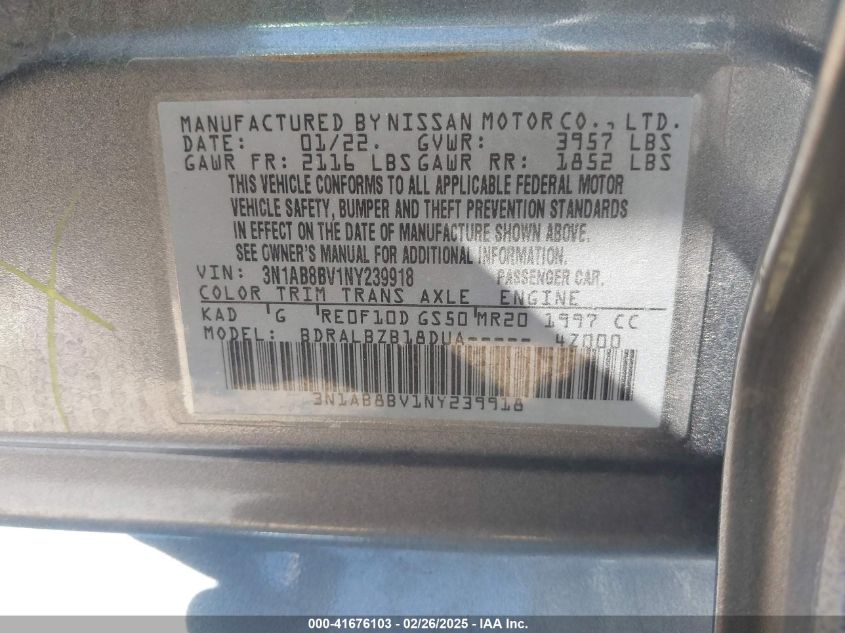 MANUFACTURED BY NISSAN MOTOR CO., LTD.
DATE: 01/22. GVWR: 3957 LBS
GAWR FR: 2116 LBS GAWR RR: 1852 LBS
THIS VEHICLE CONFORMS TO ALL APPLICABLE FEDERAL MOTOR
VEHICLE SAFETY, BUMPER AND THEFT PREVENTION STANDARDS
IN EFFECT ON THE DATE OF MANUFACTURE SHOWN ABOVE.
SEE OWNER'S MANUAL FOR ADDITIONAL INFORMATION.
VIN: 3N1AB8BV1NY239918 PASSENGER CAR.
COLOR TRIM TRANS AXLE ENGINE
KAD G RE0F10D GS50 MR20 1997 CC
MODEL: BDRALBZB18DUA----- 4Z000
3N1AB8BV1NY239918
000-41676103 - 02/26/2025 - IAA Inc.